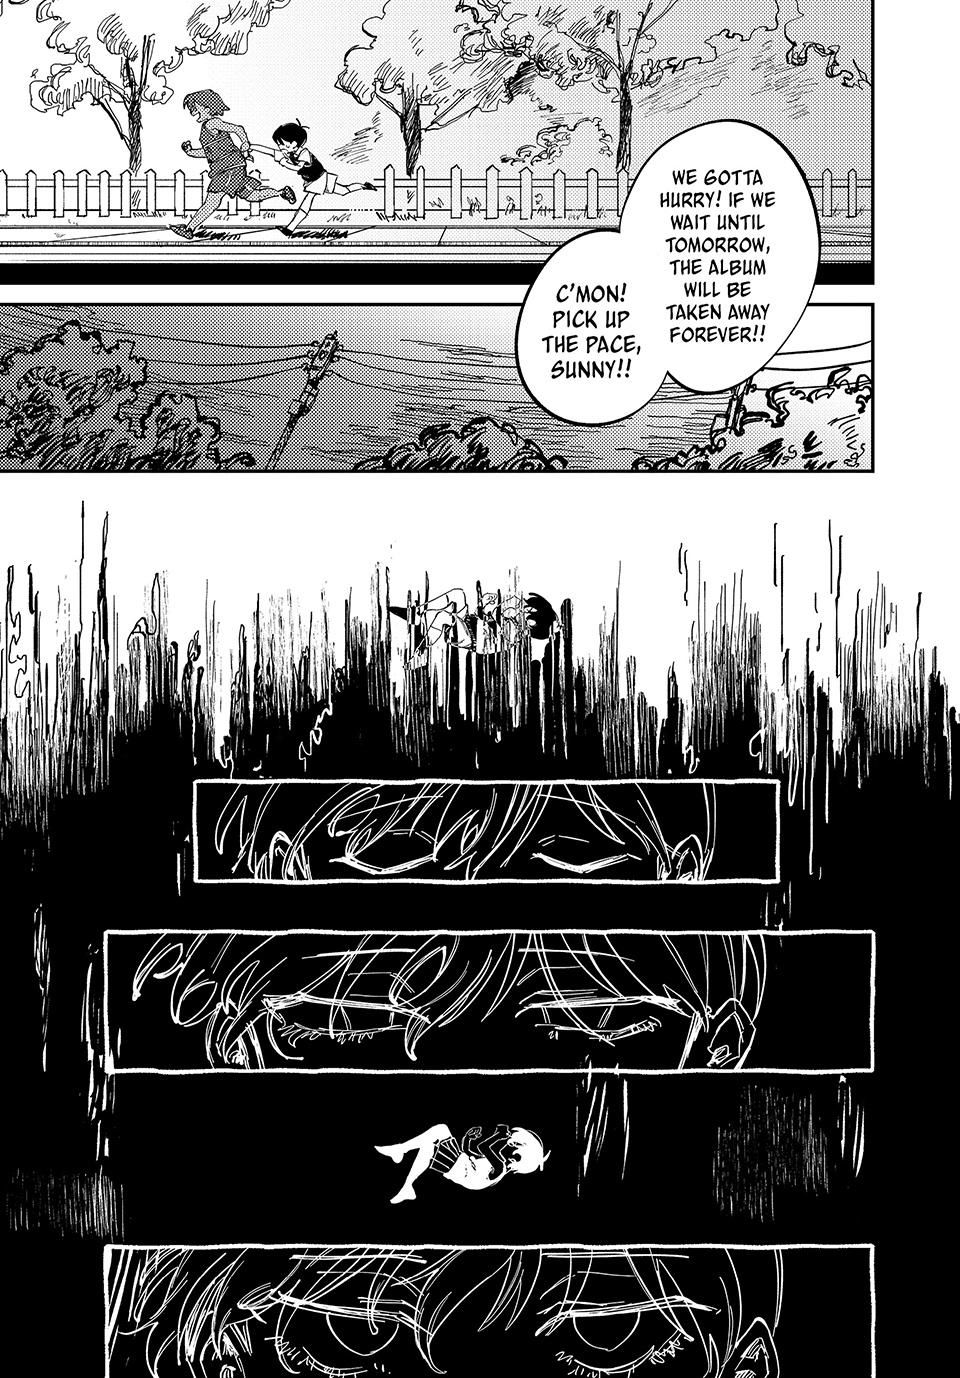 WE GOTTA
HURRY! IF WE
WAIT UNTIL
TOMORROW,
THE ALBUM
WILL BE
TAKEN AWAY
FOREVER!!
C'MON!
PICK UP
THE PACE,
SUNNY!!